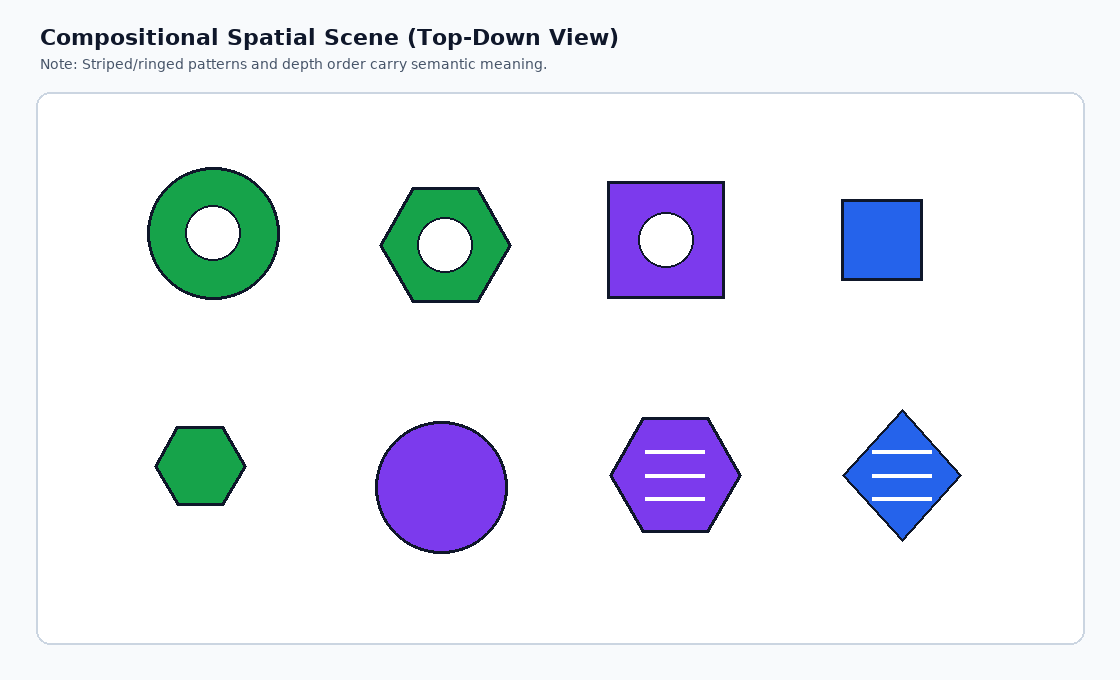 Compositional Spatial Scene (Top-Down View)
Note: Striped/ringed patterns and depth order carry semantic meaning.